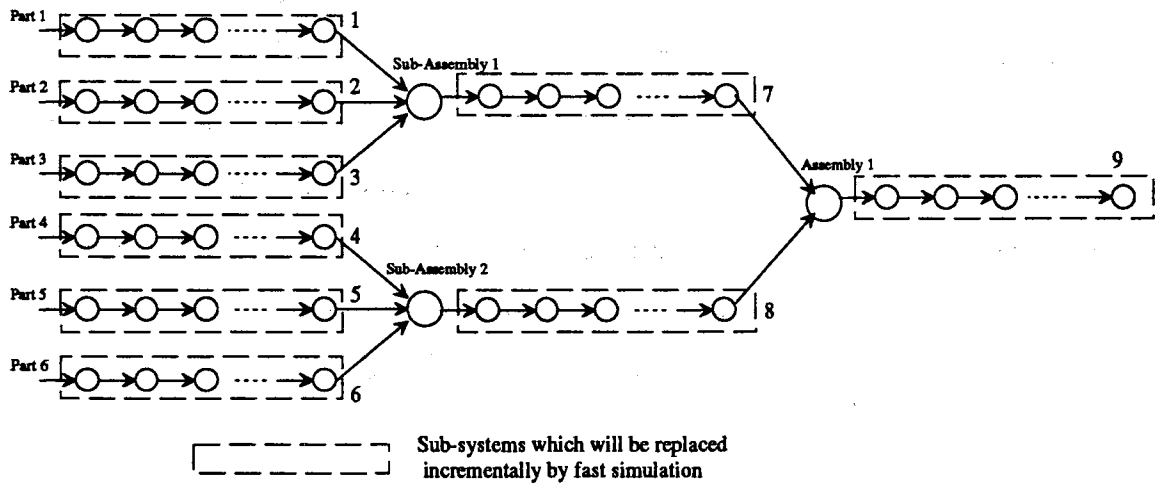 Part 1
1
Part 2
2
Sub-Assembly 1
7
Part 3
3
Assembly 1
9
Part 4
4
Sub-Assembly 2
Part 5
5
8
Part 6
6
Sub-systems which will be replaced
incrementally by fast simulation